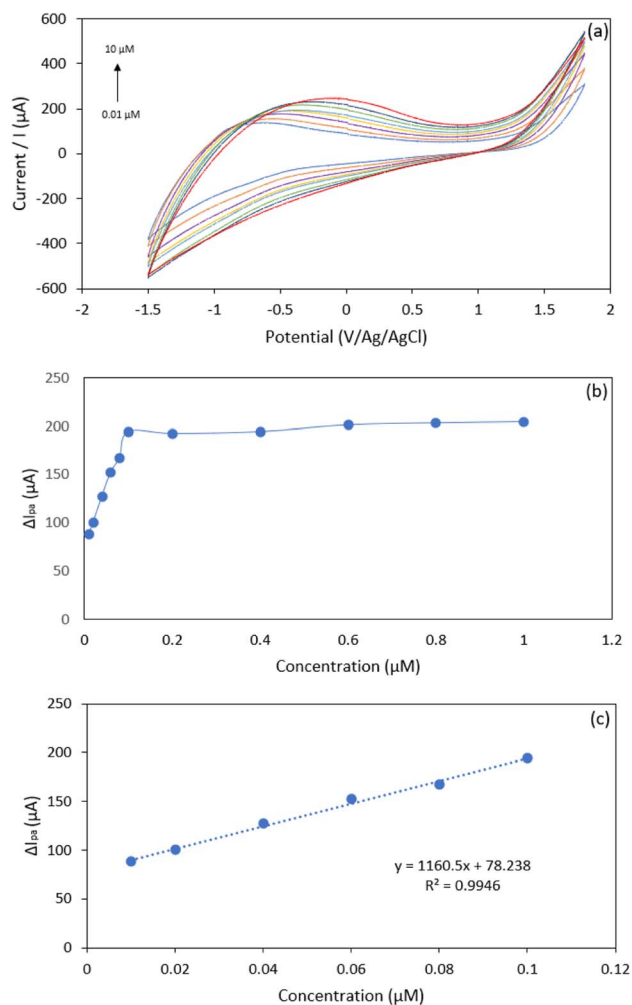 (a)
600
400
200
0
-200
-400
-600
10 µM
0.01 µM
Current / I (µA)
-2 -1.5 -1 -0.5 0 0.5 1 1.5 2
Potential (V/Ag/AgCl)
(b)
250
200
150
100
50
0
ΔIpa (µA)
0 0.2 0.4 0.6 0.8 1 1.2
Concentration (µM)
(c)
250
200
150
100
50
0
ΔIpa (µA)
y = 1160.5x + 78.238
R² = 0.9946
0 0.02 0.04 0.06 0.08 0.1 0.12
Concentration (µM)